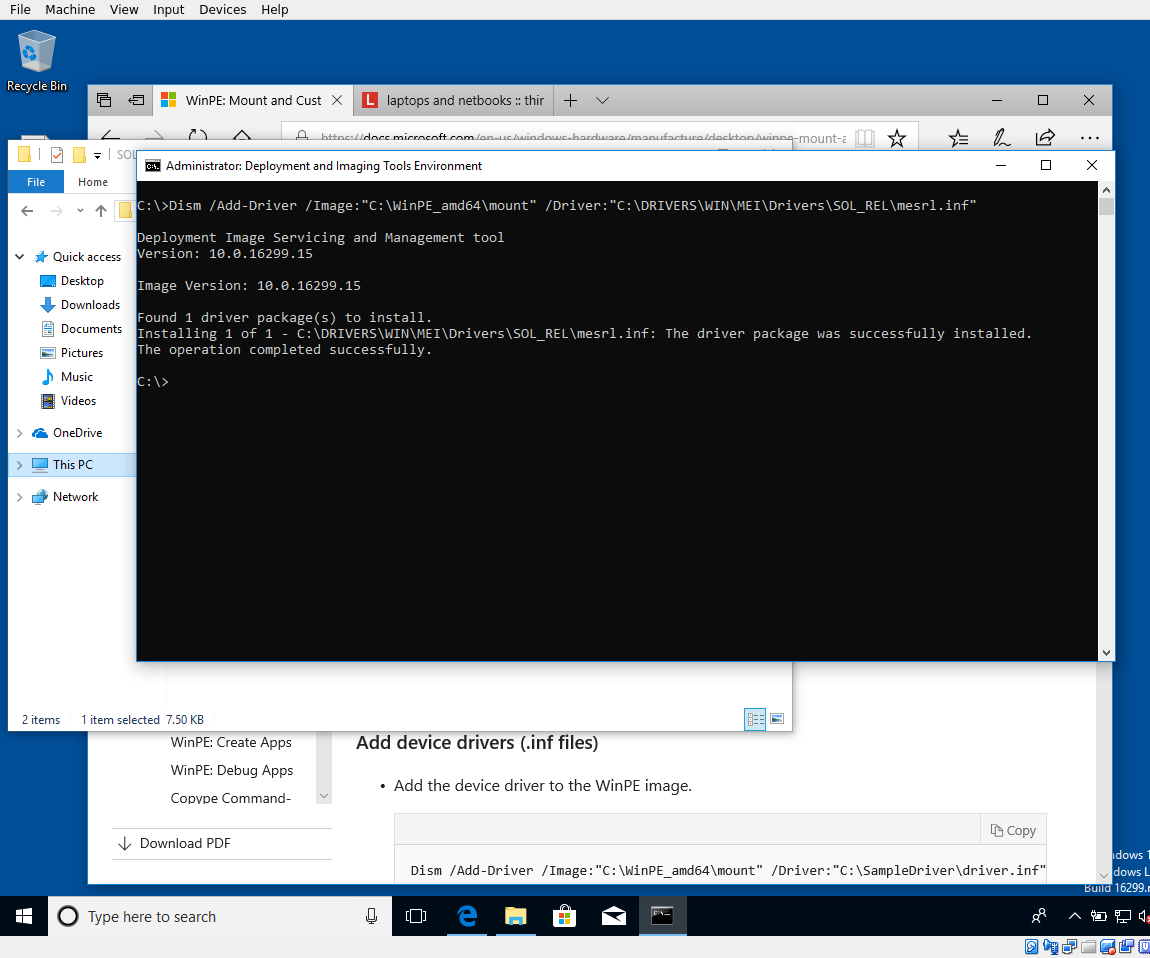 File Machine View Input Devices Help
Recycle Bin
WinPE: Mount and Cust
laptops and netbooks :: thir
https://docs.microsoft.com/en-us/windows-hardware/manufacture/desktop/winpe-mount-a
SOL
Administrator: Deployment and Imaging Tools Environment
File Home
C:\>Dism /Add-Driver /Image:"C:\WinPE_amd64\mount" /Driver:"C:\DRIVERS\WIN\MEI\Drivers\SOL_REL\mesrl.inf"
Deployment Image Servicing and Management tool
Version: 10.0.16299.15
Image Version: 10.0.16299.15
Found 1 driver package(s) to install.
Installing 1 of 1 - C:\DRIVERS\WIN\MEI\Drivers\SOL_REL\mesrl.inf: The driver package was successfully installed.
The operation completed successfully.
C:\>
Quick access
Desktop
Downloads
Documents
Pictures
Music
Videos
OneDrive
This PC
Network
2 items 1 item selected 7.50 KB
WinPE: Create Apps
WinPE: Debug Apps
Copype Command-
Download PDF
Add device drivers (.inf files)
• Add the device driver to the WinPE image.
Copy
Dism /Add-Driver /Image:"C:\WinPE_amd64\mount" /Driver:"C:\SampleDriver\driver.inf"
ndows 1
dows L
Build 16299.r
Type here to search